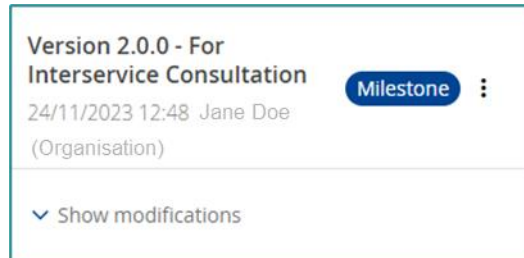 Version 2.0.0 - For
Interservice Consultation
Milestone
24/11/2023 12:48 Jane Doe
(Organisation)
Show modifications